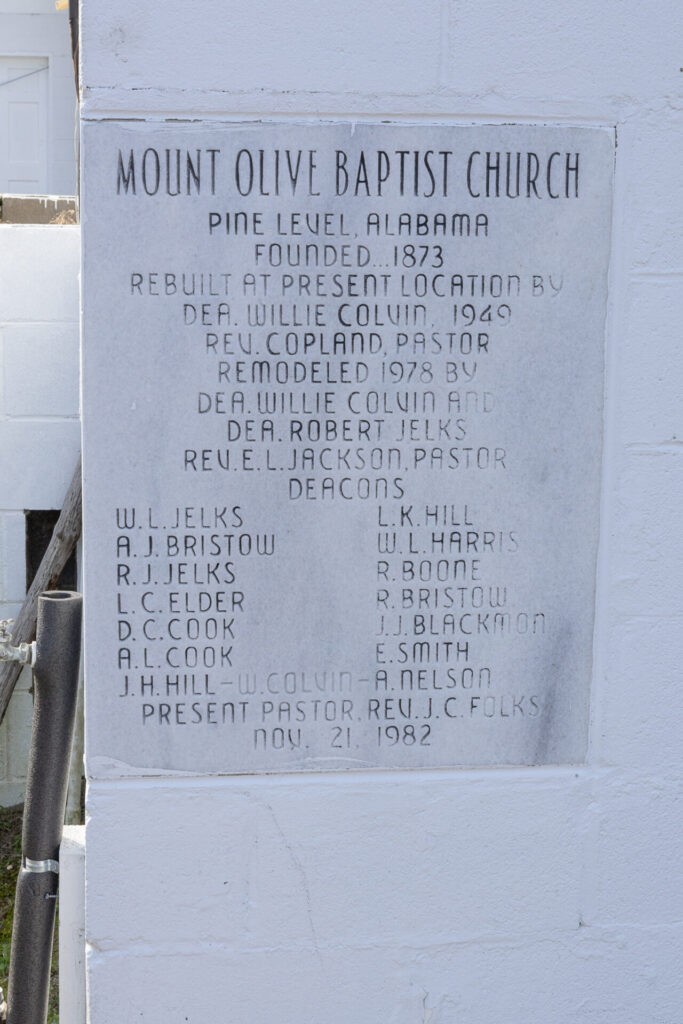 MOUNT OLIVE BAPTIST CHURCH
PINE LEVEL, ALABAMA
FOUNDED...1873
REBUILT AT PRESENT LOCATION BY
DEA. WILLIE COLVIN, 1949
REV. COPLAND, PASTOR
REMODELED 1978 BY
DEA. WILLIE COLVIN AND
DEA. ROBERT JELKS
REV. E. L. JACKSON, PASTOR
DEACONS
W. L. JELKS L. K. HILL
A. J. BRISTOW W. L. HARRIS
R. J. JELKS R. BOONE
L. C. ELDER R. BRISTOW
D. C. COOK J. J. BLACKMON
A. L. COOK E. SMITH
J. H. HILL - W. COLVIN - A. NELSON
PRESENT PASTOR, REV. J. C. FOLKS
NOV. 21, 1982